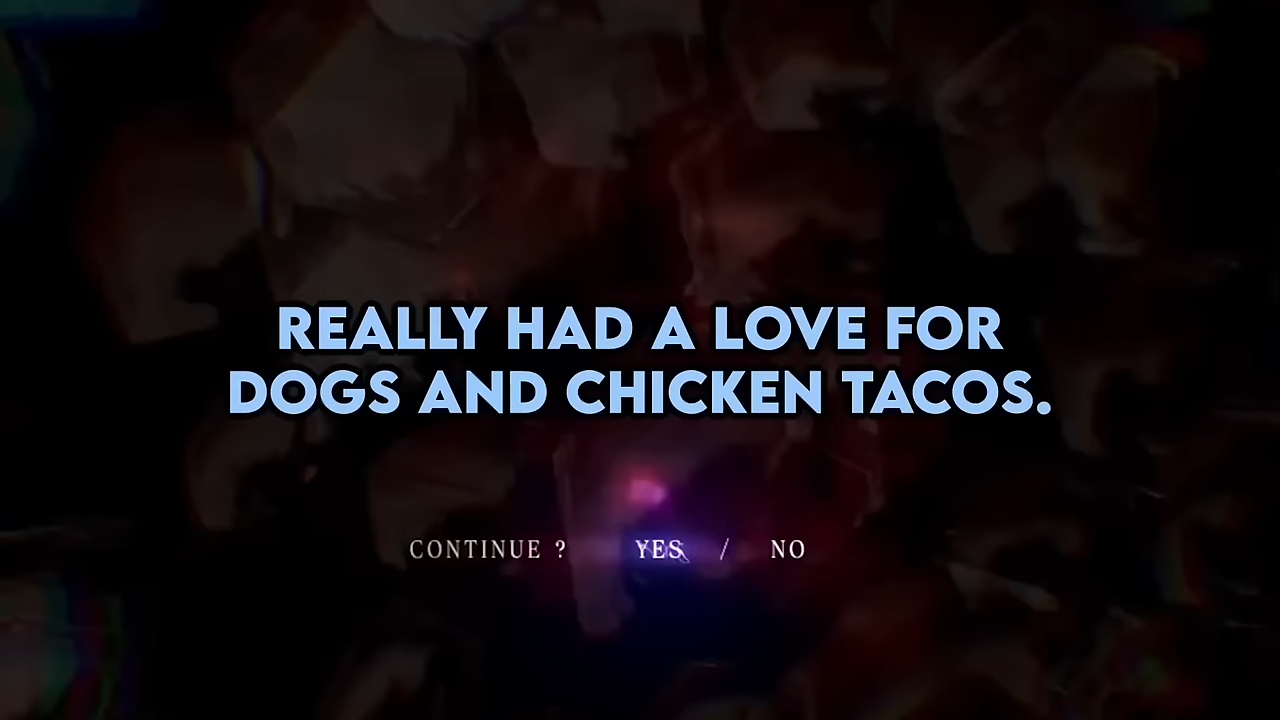 REALLY HAD A LOVE FOR
DOGS AND CHICKEN TACOS.
CONTINUE ? YES / NO